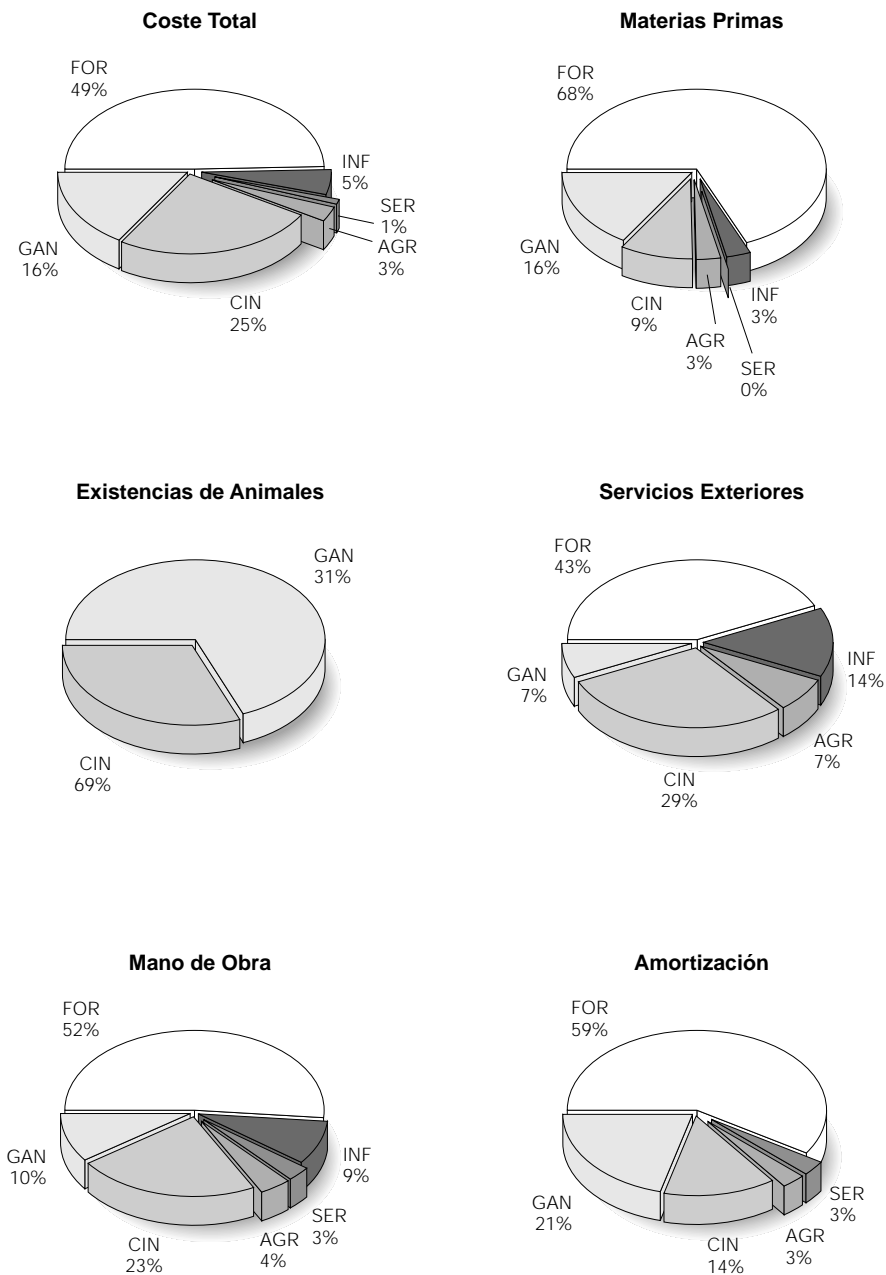 Coste Total
FOR
49%
INF
5%
SER
1%
AGR
3%
CIN
25%
GAN
16%
Materias Primas
FOR
68%
INF
3%
SER
0%
AGR
3%
CIN
9%
GAN
16%
Existencias de Animales
GAN
31%
CIN
69%
Servicios Exteriores
FOR
43%
INF
14%
AGR
7%
CIN
29%
GAN
7%
Mano de Obra
FOR
52%
INF
9%
SER
3%
AGR
4%
CIN
23%
GAN
10%
Amortización
FOR
59%
SER
3%
AGR
3%
CIN
14%
GAN
21%